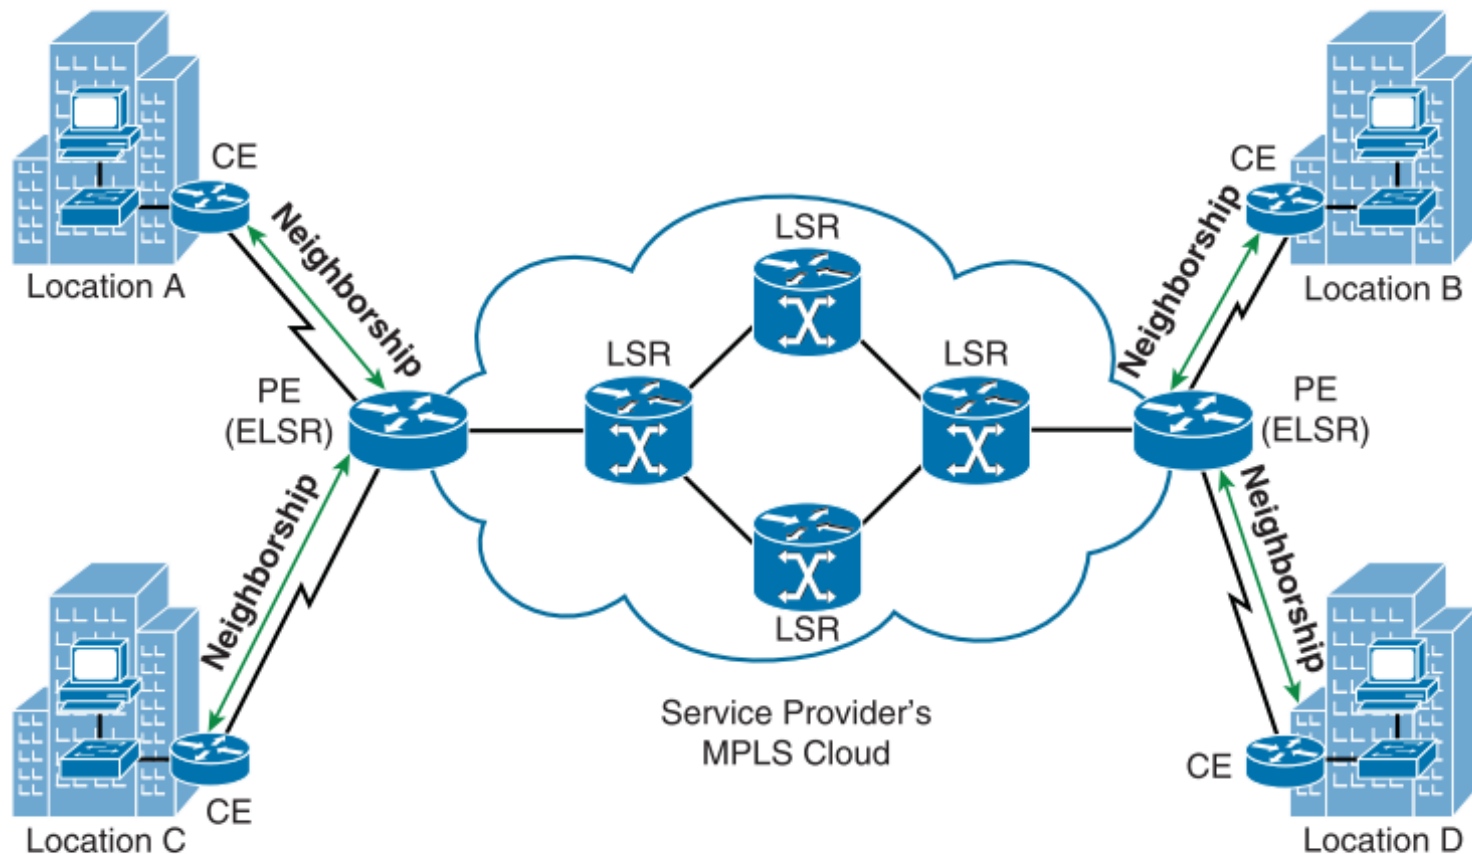 CE
Neighborship
Location A
CE
Neighborship
Location B
LSR
LSR
LSR
PE
(ELSR)
PE
(ELSR)
Neighborship
Neighborship
LSR
Service Provider's
MPLS Cloud
CE
Location C
CE
Location D